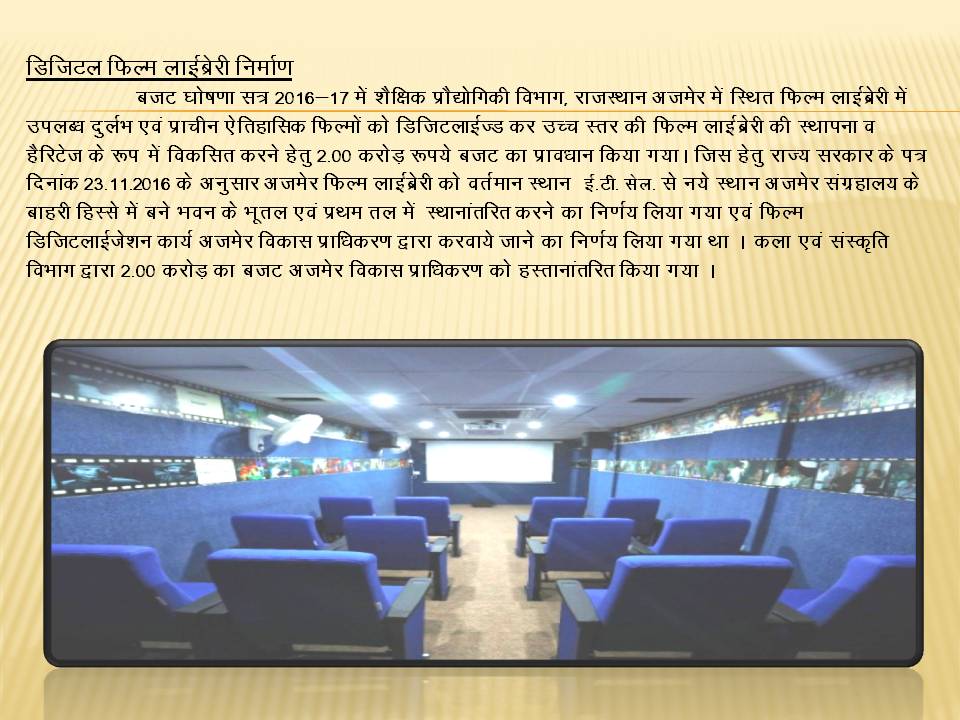 डिजिटल फिल्म लाईब्रेरी निर्माण
बजट घोषणा सत्र 2016–17 में शैक्षिक प्रौद्योगिकी विभाग, राजस्थान अजमेर में स्थित फिल्म लाईब्रेरी में
उपलब्ध दुर्लभ एवं प्राचीन ऐतिहासिक फिल्मों को डिजिटलाईज्ड कर उच्च स्तर की फिल्म लाईब्रेरी की स्थापना व
हैरिटेज के रूप में विकसित करने हेतु 2.00 करोड़ रूपये बजट का प्रावधान किया गया। जिस हेतु राज्य सरकार के पत्र
दिनांक 23.11.2016 के अनुसार अजमेर फिल्म लाईब्रेरी को वर्तमान स्थान ई.टी. सेल. से नये स्थान अजमेर संग्रहालय के
बाहरी हिस्से में बने भवन के भूतल एवं प्रथम तल में स्थानांतरित करने का निर्णय लिया गया एवं फिल्म
डिजिटलाईजेशन कार्य अजमेर विकास प्राधिकरण द्वारा करवाये जाने का निर्णय लिया गया था । कला एवं संस्कृति
विभाग द्वारा 2.00 करोड़ का बजट अजमेर विकास प्राधिकरण को हस्तानांतरित किया गया ।